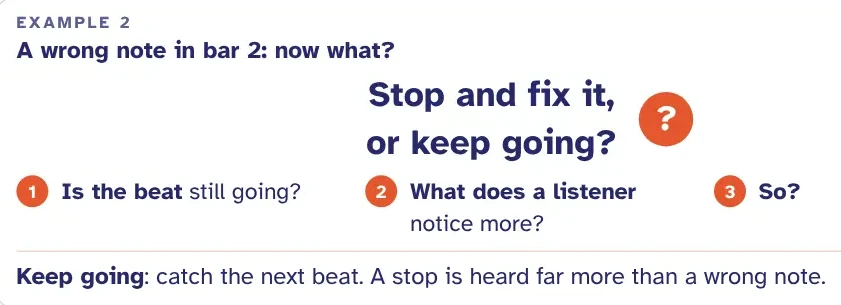 EXAMPLE 2
A wrong note in bar 2: now what?
Stop and fix it,
or keep going?
?
1 Is the beat still going?
2 What does a listener
notice more?
3 So?
Keep going: catch the next beat. A stop is heard far more than a wrong note.